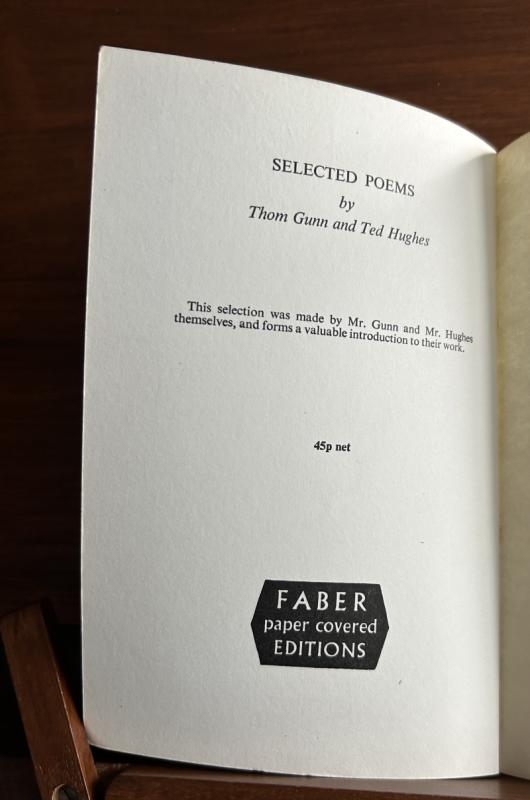 SELECTED POEMS
by
Thom Gunn and Ted Hughes
This selection was made by Mr. Gunn and Mr. Hughes
themselves, and forms a valuable introduction to their work.
45p net
FABER
paper covered
EDITIONS